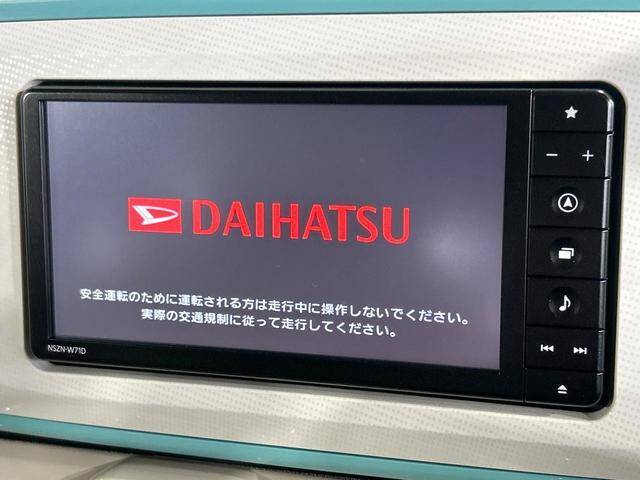 DAIHATSU
安全運転のために運転される方は走行中に操作しないでください。
実際の交通規制に従って走行してください。
NSZN-W71D